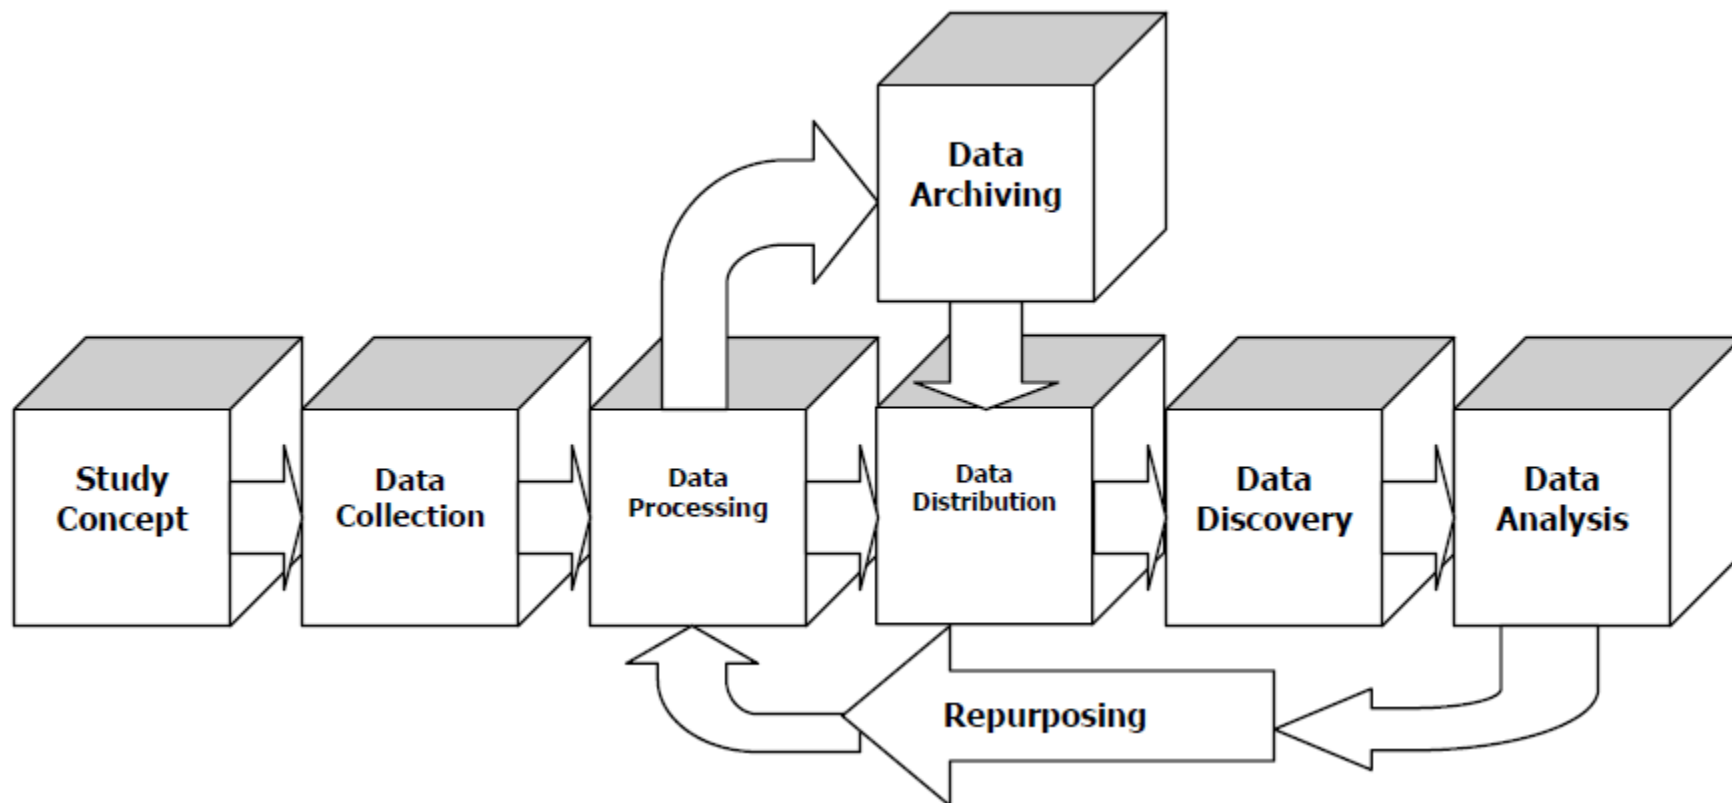 Data
Archiving
Study
Concept
Data
Collection
Data
Processing
Data
Distribution
Data
Discovery
Data
Analysis
Repurposing